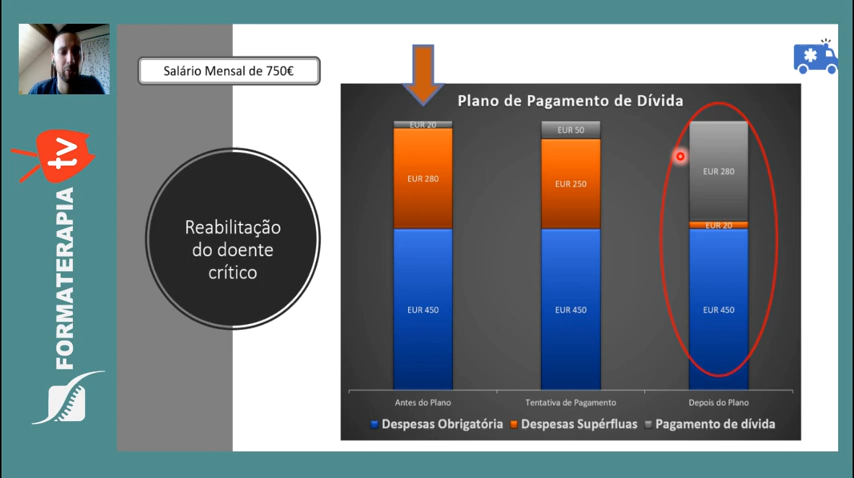 Salário Mensal de 750€
Plano de Pagamento de Dívida
EUR 20
EUR 280
EUR 450
EUR 50
EUR 250
EUR 450
EUR 280
EUR 20
EUR 450
Antes do Plano
Tentativa de Pagamento
Depois do Plano
Despesas Obrigatória
Despesas Supérfluas
Pagamento de dívida
Reabilitação
do doente
crítico
tv
FORMATERAPIA